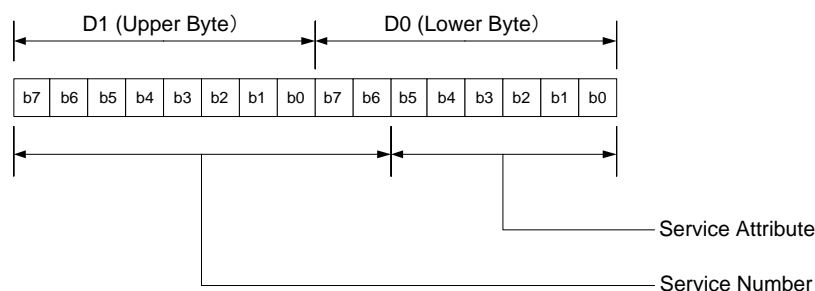 D1 (Upper Byte） D0 (Lower Byte）
b7 b6 b5 b4 b3 b2 b1 b0 b7 b6 b5 b4 b3 b2 b1 b0
Service Attribute
Service Number